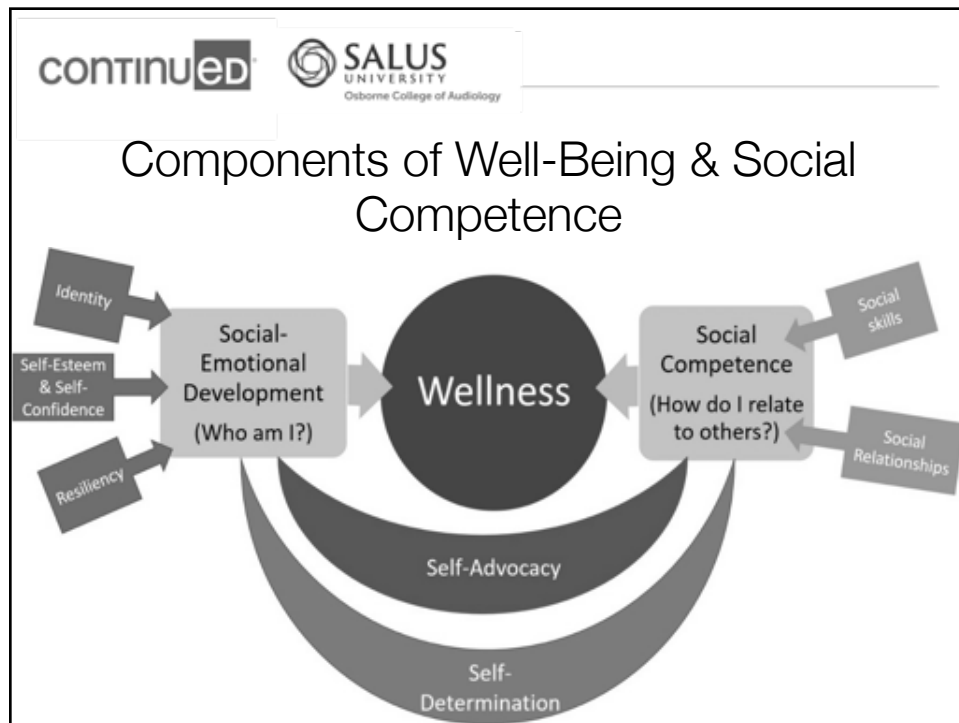 continued
SALUS
UNIVERSITY
Osborne College of Audiology
Components of Well-Being & Social
Competence
Identity
Self-Esteem
& Self-
Confidence
Resiliency
Social-
Emotional
Development
(Who am I?)
Wellness
Social
Competence
(How do I relate
to others?)
Social
skills
Social
Relationships
Self-Advocacy
Self-
Determination